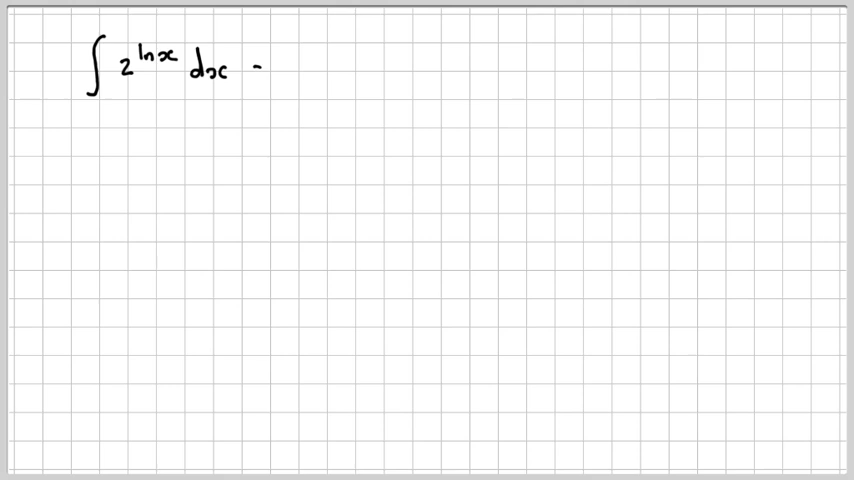 ∫ 2^{ln x} dx -